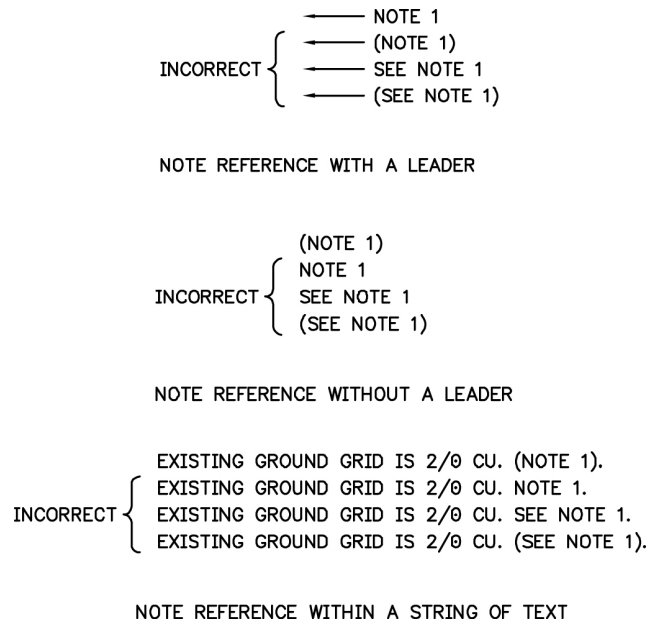 NOTE 1
(NOTE 1)
INCORRECT
SEE NOTE 1
(SEE NOTE 1)
NOTE REFERENCE WITH A LEADER
(NOTE 1)
NOTE 1
INCORRECT
SEE NOTE 1
(SEE NOTE 1)
NOTE REFERENCE WITHOUT A LEADER
EXISTING GROUND GRID IS 2/0 CU. (NOTE 1).
EXISTING GROUND GRID IS 2/0 CU. NOTE 1.
INCORRECT
EXISTING GROUND GRID IS 2/0 CU. SEE NOTE 1.
EXISTING GROUND GRID IS 2/0 CU. (SEE NOTE 1).
NOTE REFERENCE WITHIN A STRING OF TEXT